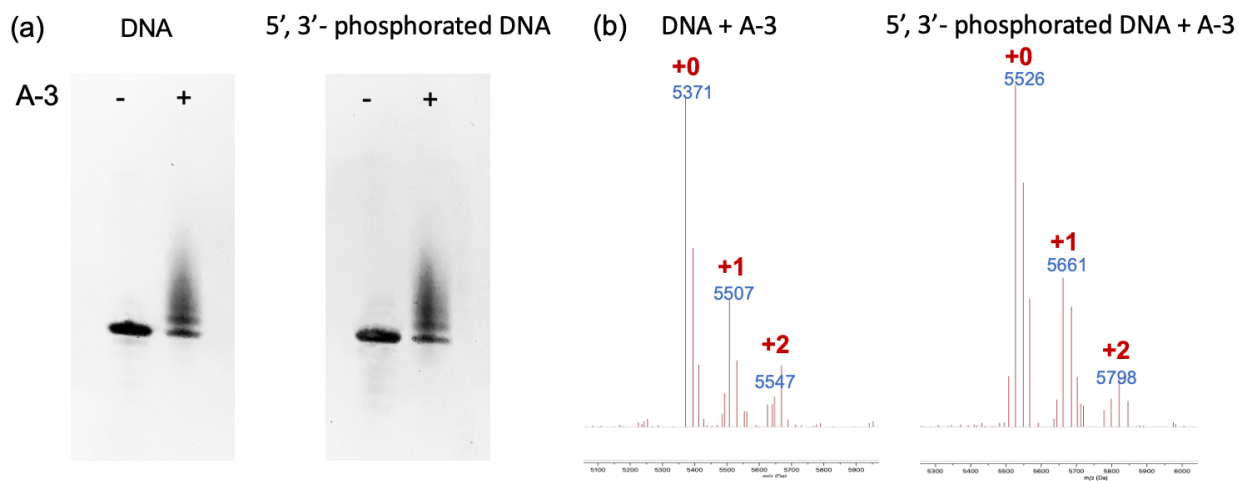 (a) DNA 5', 3'- phosphorated DNA
A-3 - + - +
(b) DNA + A-3 5', 3'- phosphorated DNA + A-3
+0
5371
+1
5507
+2
5547
5100 5200 5300 5400 5500 5600 5700 5800 5900
m/z (Da)
+0
5526
+1
5661
+2
5798
5300 5400 5500 5600 5700 5800 5900 6000
m/z (Da)